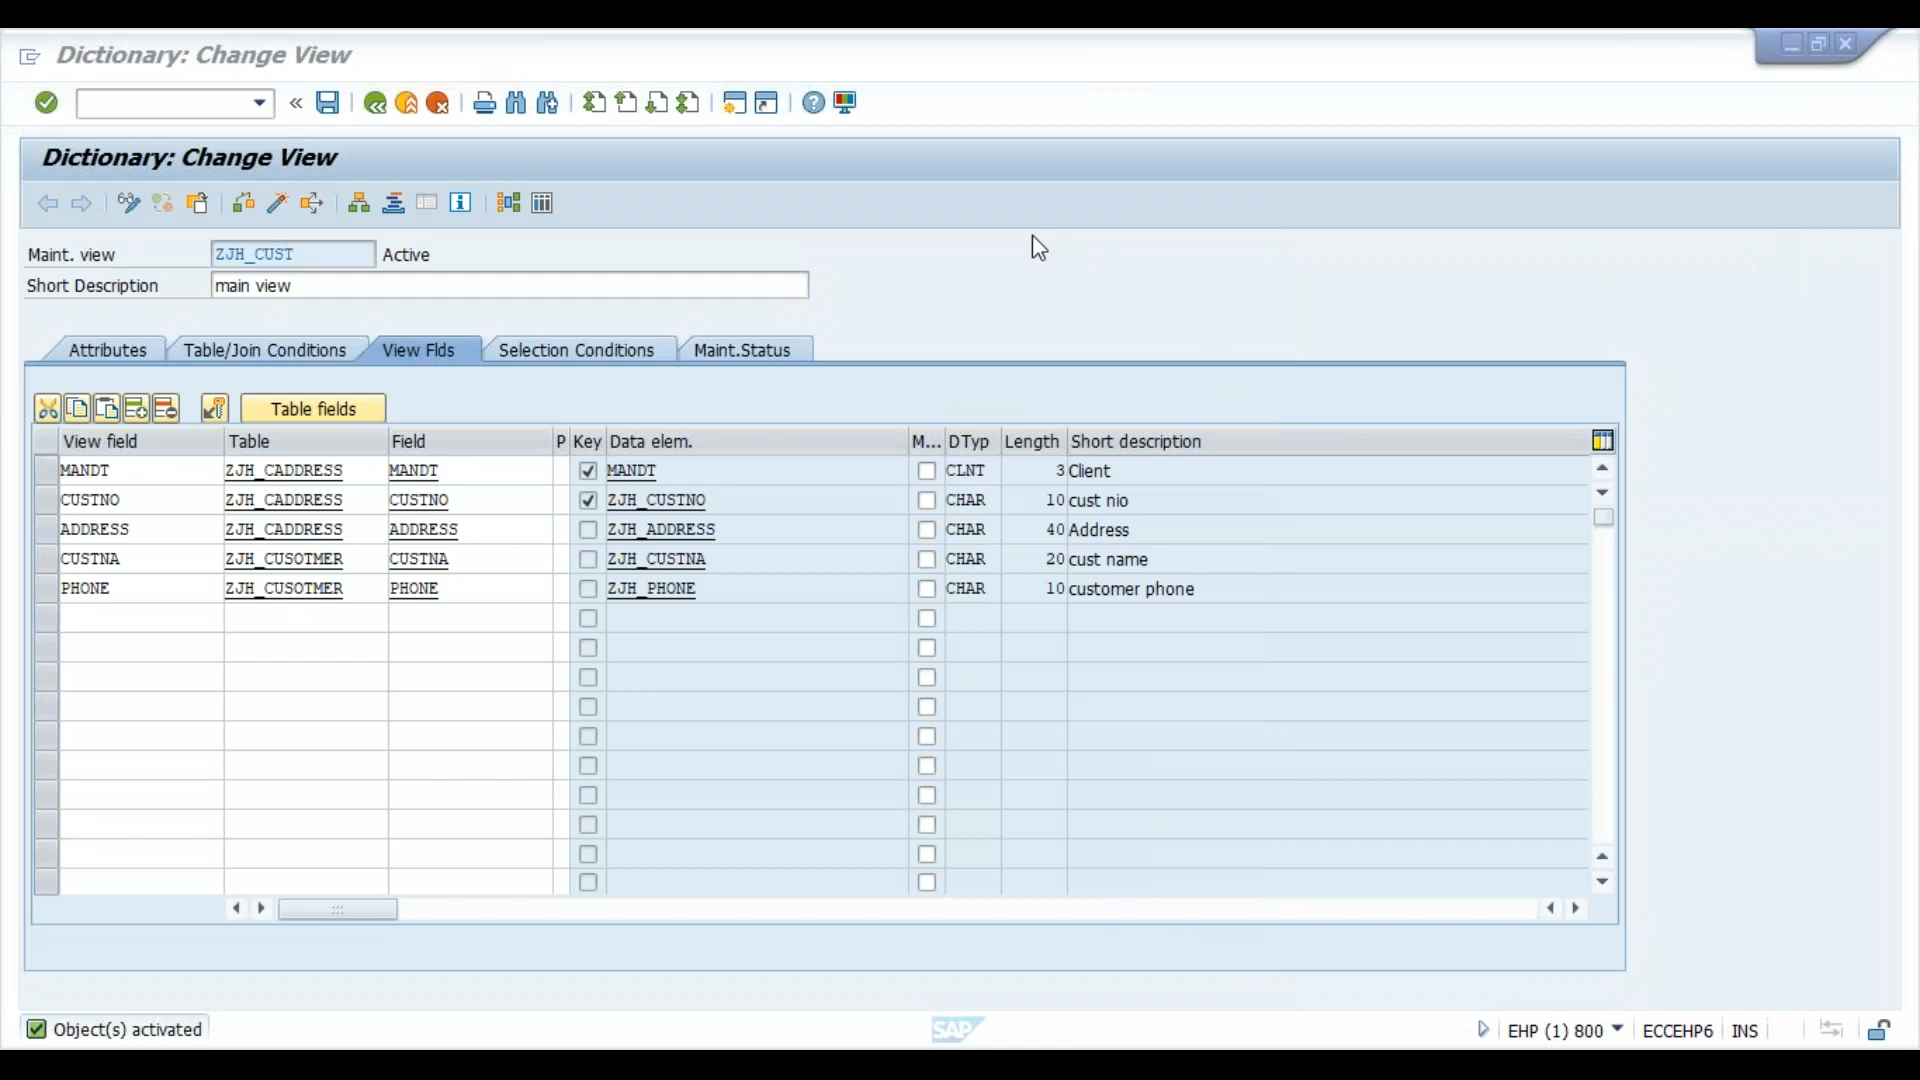 Dictionary: Change View
Dictionary: Change View
Maint. view ZJH_CUST Active
Short Description main view
Attributes Table/Join Conditions View Flds Selection Conditions Maint.Status
Table fields
View field Table Field P Key Data elem. M... DTyp Length Short description
MANDT ZJH_CADDRESS MANDT MANDT CLNT 3 Client
CUSTNO ZJH_CADDRESS CUSTNO ZJH_CUSTNO CHAR 10 cust nio
ADDRESS ZJH_CADDRESS ADDRESS ZJH_ADDRESS CHAR 40 Address
CUSTNA ZJH_CUSOTMER CUSTNA ZJH_CUSTNA CHAR 20 cust name
PHONE ZJH_CUSOTMER PHONE ZJH_PHONE CHAR 10 customer phone
Object(s) activated SAP EHP (1) 800 ECCEHP6 INS